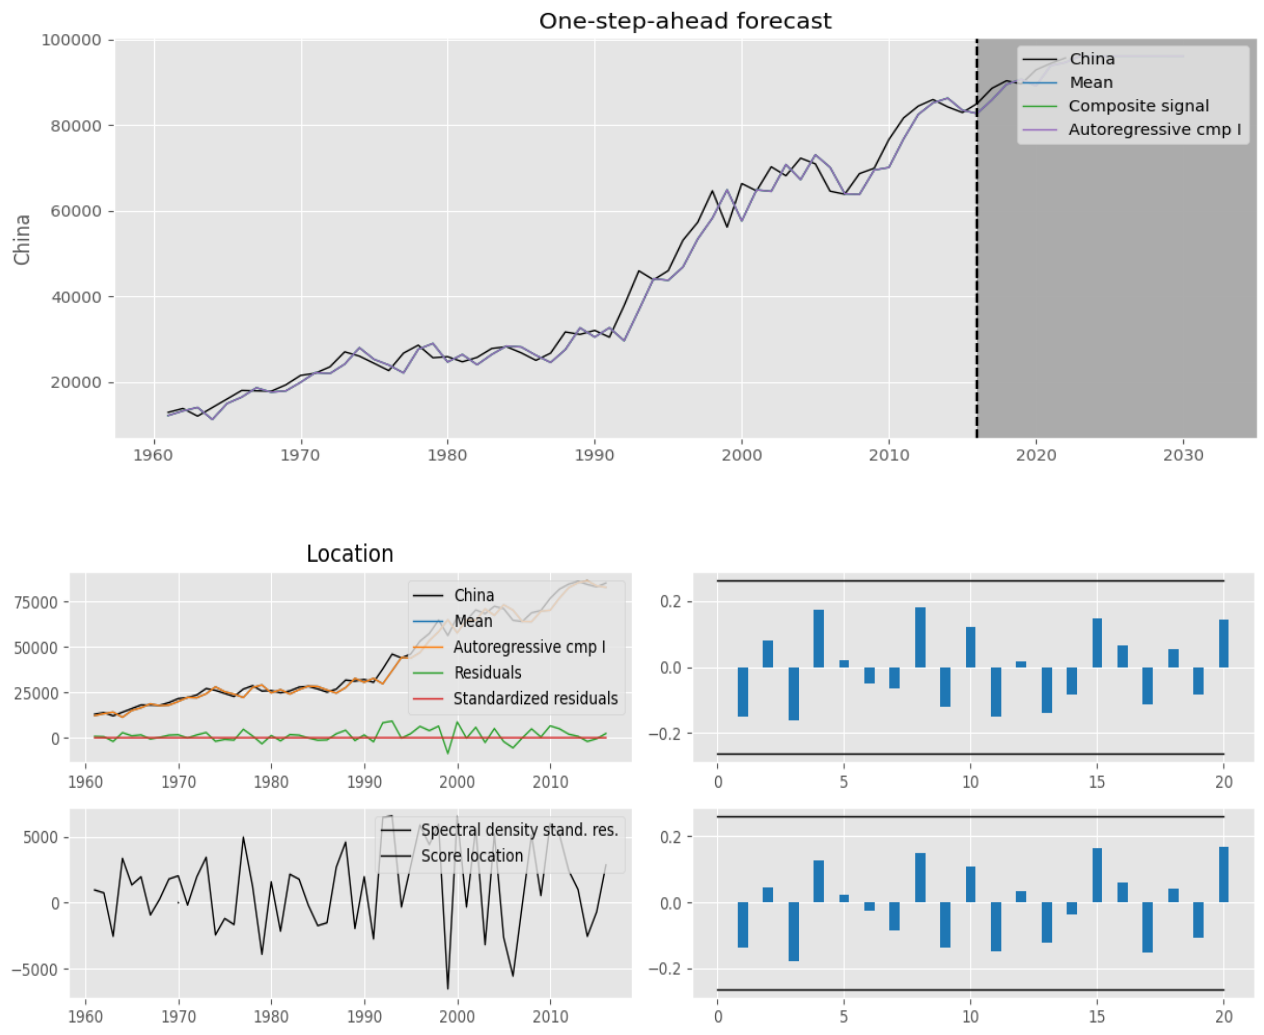 One-step-ahead forecast
100000
80000
60000
40000
20000
China
China
Mean
Composite signal
Autoregressive cmp I
1960 1970 1980 1990 2000 2010 2020 2030
Location
75000
50000
25000
0
China
Mean
Autoregressive cmp I
Residuals
Standardized residuals
1960 1970 1980 1990 2000 2010
0.2
0.0
−0.2
0 5 10 15 20
5000
0
−5000
Spectral density stand. res.
Score location
1960 1970 1980 1990 2000 2010
0.2
0.0
−0.2
0 5 10 15 20